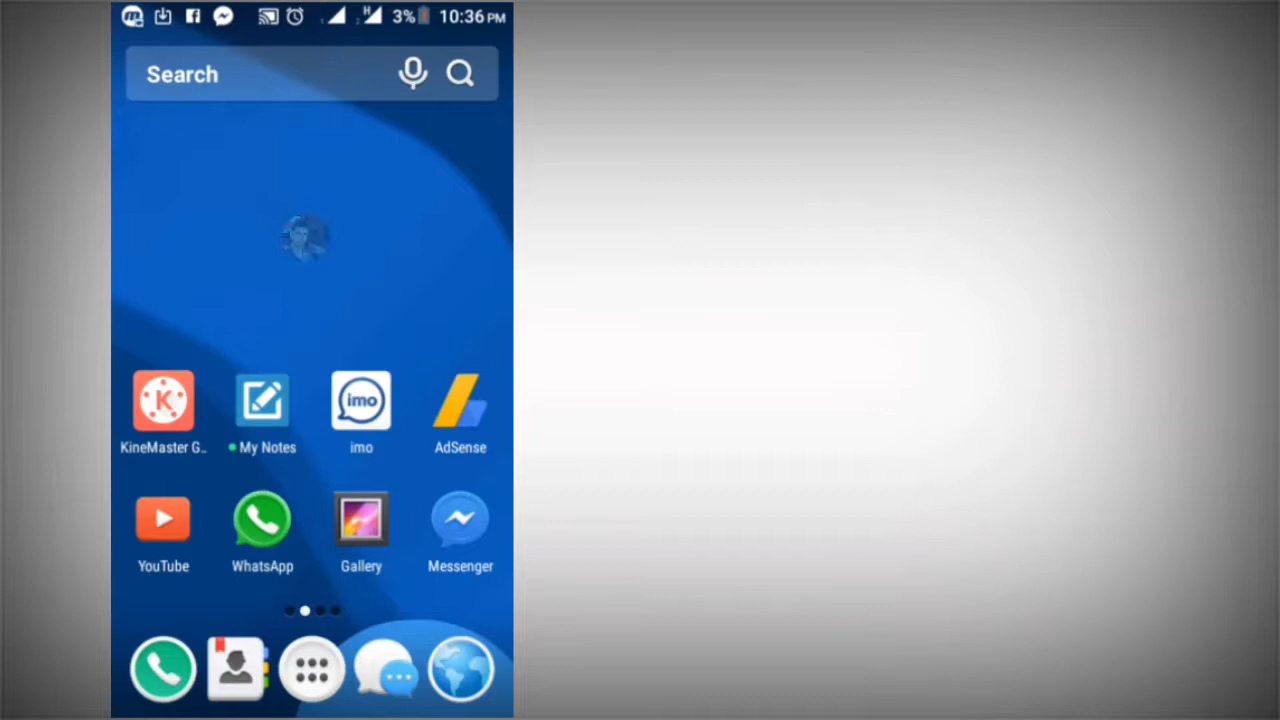 3% 10:36 PM
Search
imo
KineMaster G.. My Notes imo AdSense
YouTube WhatsApp Gallery Messenger